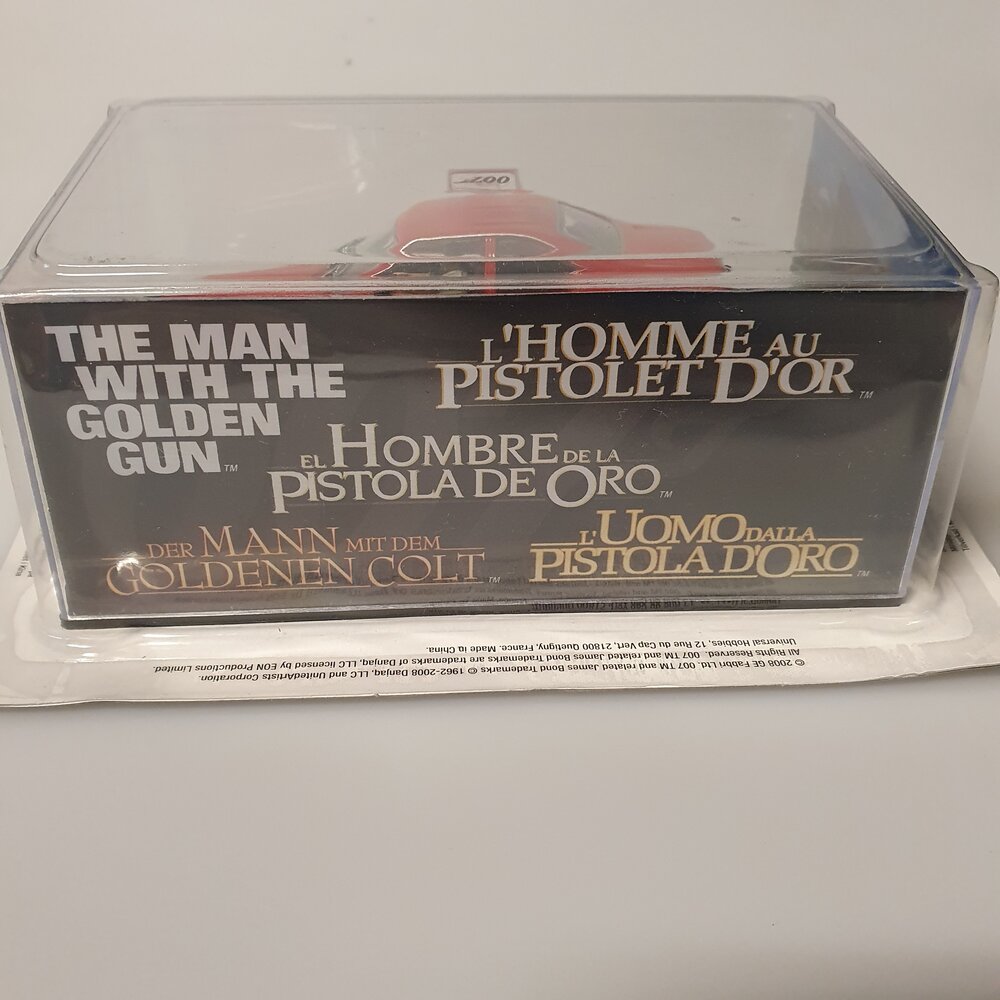 007
THE MAN
WITH THE
GOLDEN
GUN™
L'HOMME AU
PISTOLET D'OR™
EL HOMBRE DE LA
PISTOLA DE ORO™
DER MANN MIT DEM
GOLDENEN COLT™
L'UOMO DALLA
PISTOLA D'ORO™
© 2008 GE Fabbri Ltd. 007 TM and related James Bond Trademarks © 1962-2008 Danjaq, LLC and UnitedArtists Corporation.
All Rights Reserved. 007 TM and related James Bond Trademarks are trademarks of Danjaq, LLC licensed by EON Productions Limited.
Universal Hobbies, 12 Rue du Cap Vert, 21800 Quetigny, France. Made in China.